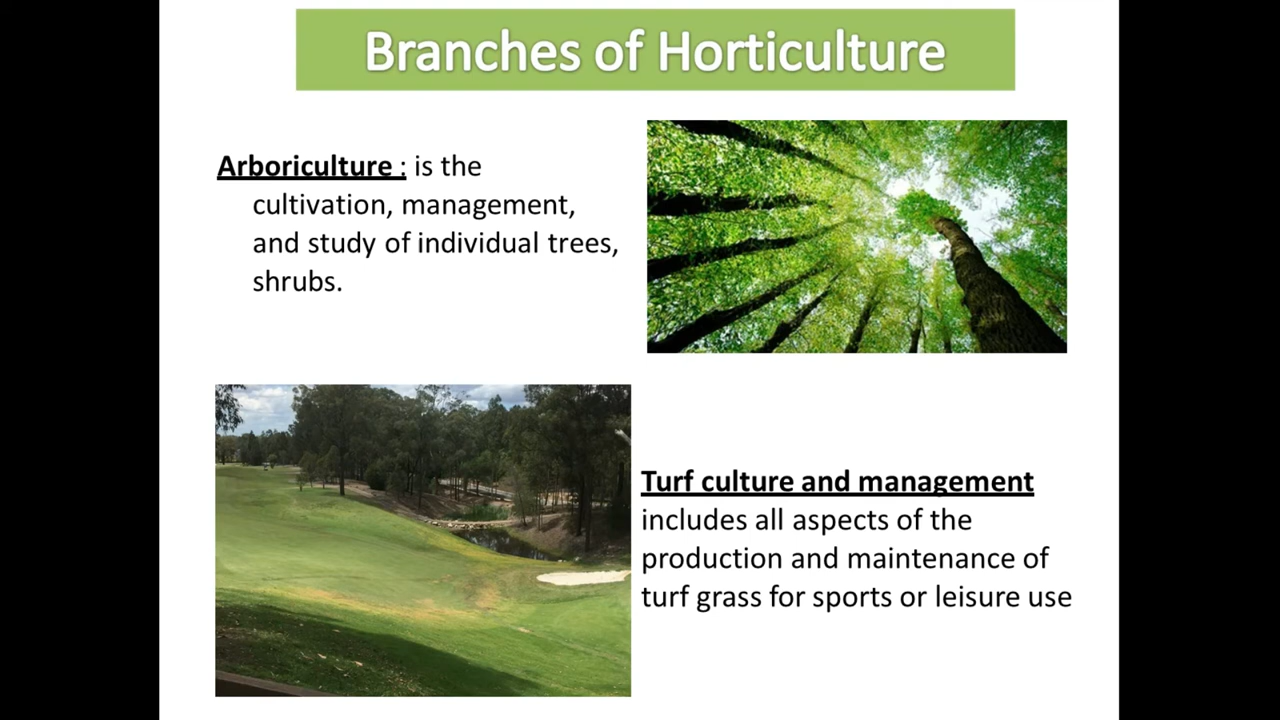 Branches of Horticulture
Arboriculture : is the
cultivation, management,
and study of individual trees,
shrubs.
Turf culture and management
includes all aspects of the
production and maintenance of
turf grass for sports or leisure use